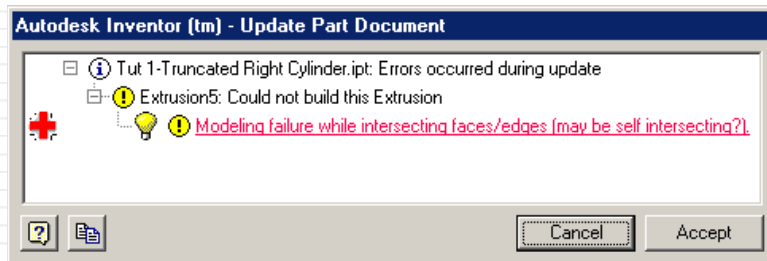 Autodesk Inventor (tm) - Update Part Document
Tut 1-Truncated Right Cylinder.ipt: Errors occurred during update
Extrusion5: Could not build this Extrusion
Modeling failure while intersecting faces/edges (may be self intersecting?).
Cancel Accept